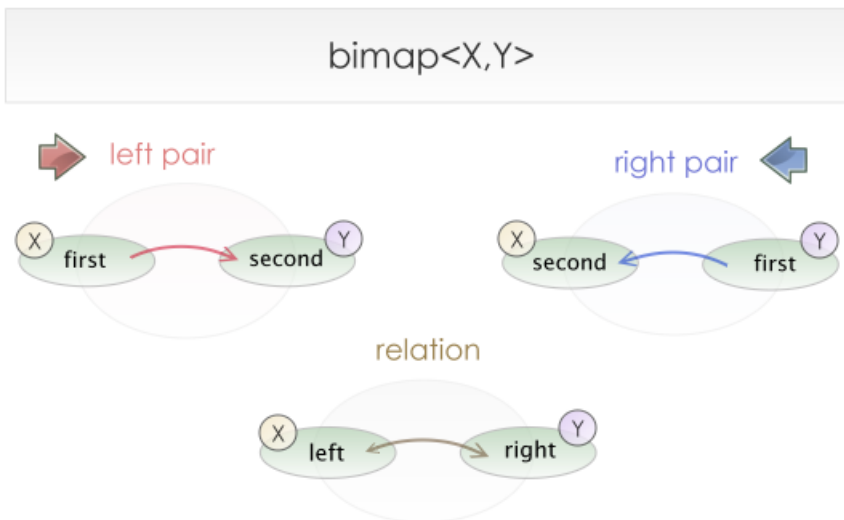 bimap<X,Y>
left pair
right pair
X
first
second
Y
X
second
first
Y
relation
X
left
right
Y